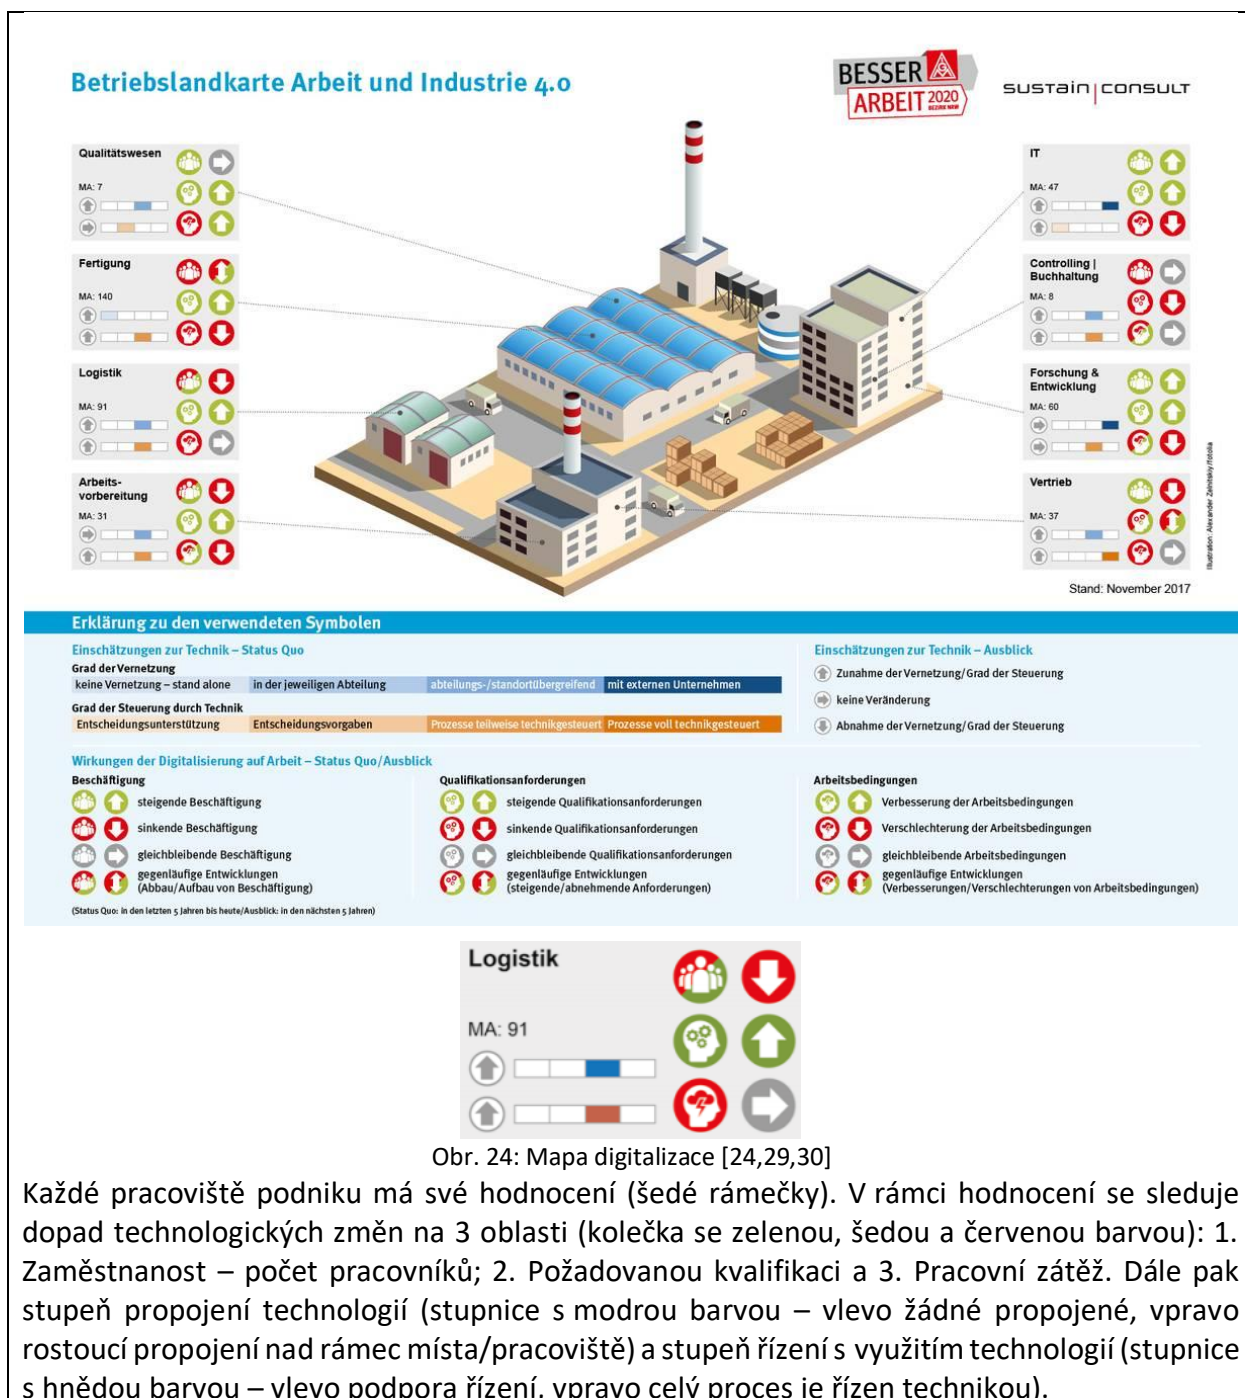 Betriebslandkarte Arbeit und Industrie 4.0
BESSER
ARBEIT 2020
BEZIRK NRW
sustain|consult
Qualitätswesen
MA: 7
Fertigung
MA: 140
Logistik
MA: 91
Arbeits-
vorbereitung
MA: 31
IT
MA: 47
Controlling |
Buchhaltung
MA: 8
Forschung &
Entwicklung
MA: 60
Vertrieb
MA: 37
Illustration: Alexander Zelnitskiy/fotolia
Stand: November 2017
Erklärung zu den verwendeten Symbolen
Einschätzungen zur Technik – Status Quo
Grad der Vernetzung
keine Vernetzung – stand alone in der jeweiligen Abteilung abteilungs-/standortübergreifend mit externen Unternehmen
Grad der Steuerung durch Technik
Entscheidungsunterstützung Entscheidungsvorgaben Prozesse teilweise technikgesteuert Prozesse voll technikgesteuert
Einschätzungen zur Technik – Ausblick
Zunahme der Vernetzung/Grad der Steuerung
keine Veränderung
Abnahme der Vernetzung/Grad der Steuerung
Wirkungen der Digitalisierung auf Arbeit – Status Quo/Ausblick
Beschäftigung
steigende Beschäftigung
sinkende Beschäftigung
gleichbleibende Beschäftigung
gegenläufige Entwicklungen
(Abbau/Aufbau von Beschäftigung)
Qualifikationsanforderungen
steigende Qualifikationsanforderungen
sinkende Qualifikationsanforderungen
gleichbleibende Qualifikationsanforderungen
gegenläufige Entwicklungen
(steigende/abnehmende Anforderungen)
Arbeitsbedingungen
Verbesserung der Arbeitsbedingungen
Verschlechterung der Arbeitsbedingungen
gleichbleibende Arbeitsbedingungen
gegenläufige Entwicklungen
(Verbesserungen/Verschlechterungen von Arbeitsbedingungen)
(Status Quo: in den letzten 5 Jahren bis heute/Ausblick: in den nächsten 5 Jahren)
Logistik
MA: 91
Obr. 24: Mapa digitalizace [24,29,30]
Každé pracoviště podniku má své hodnocení (šedé rámečky). V rámci hodnocení se sleduje
dopad technologických změn na 3 oblasti (kolečka se zelenou, šedou a červenou barvou): 1.
Zaměstnanost – počet pracovníků; 2. Požadovanou kvalifikaci a 3. Pracovní zátěž. Dále pak
stupeň propojení technologií (stupnice s modrou barvou – vlevo žádné propojené, vpravo
rostoucí propojení nad rámec místa/pracoviště) a stupeň řízení s využitím technologií (stupnice
s hnědou barvou – vlevo podpora řízení, vpravo celý proces je řízen technikou).